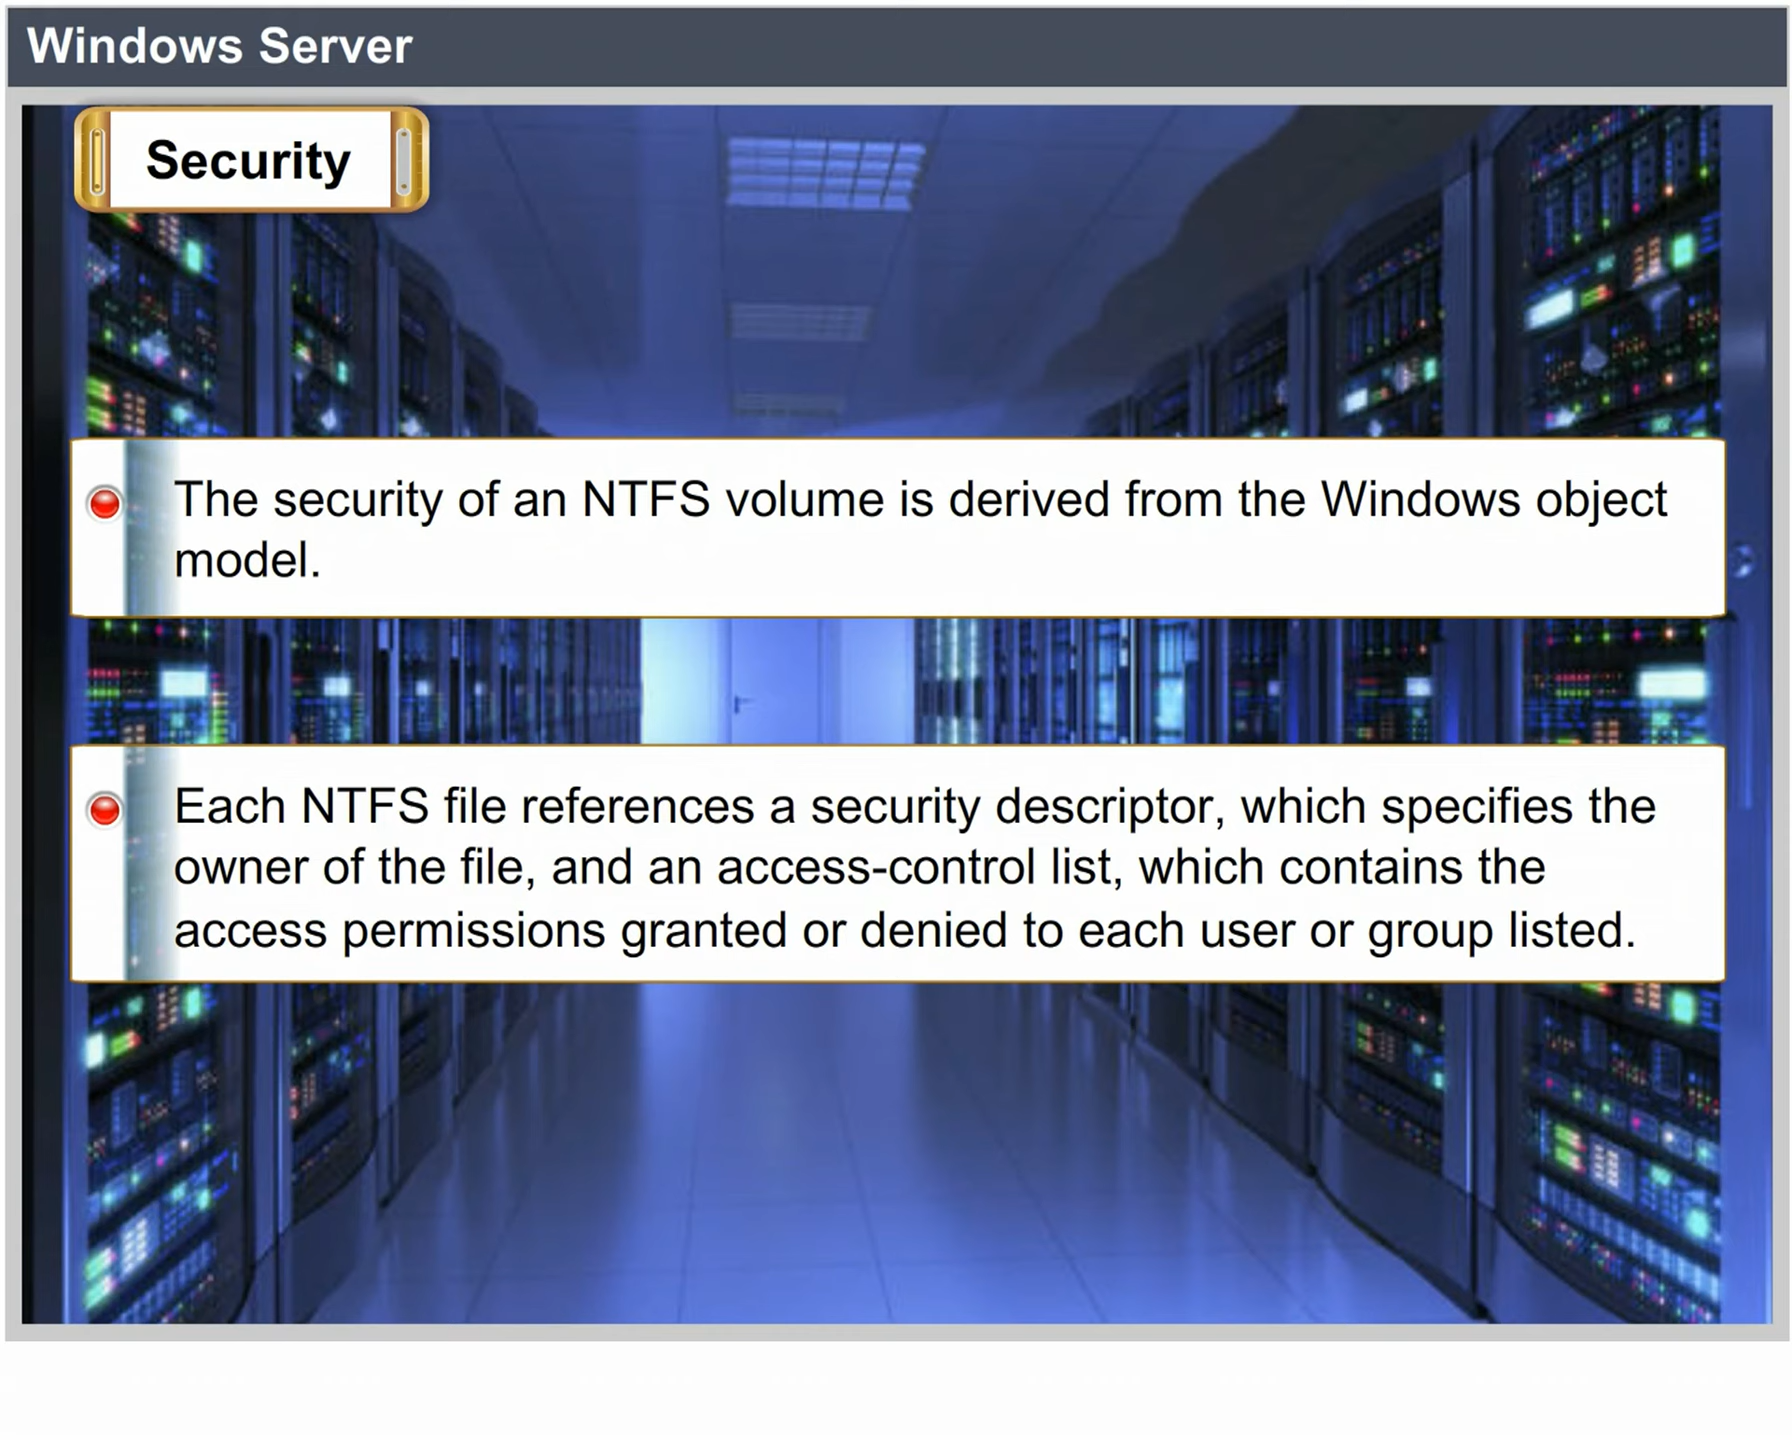 Windows Server
Security
The security of an NTFS volume is derived from the Windows object
model.
Each NTFS file references a security descriptor, which specifies the
owner of the file, and an access-control list, which contains the
access permissions granted or denied to each user or group listed.